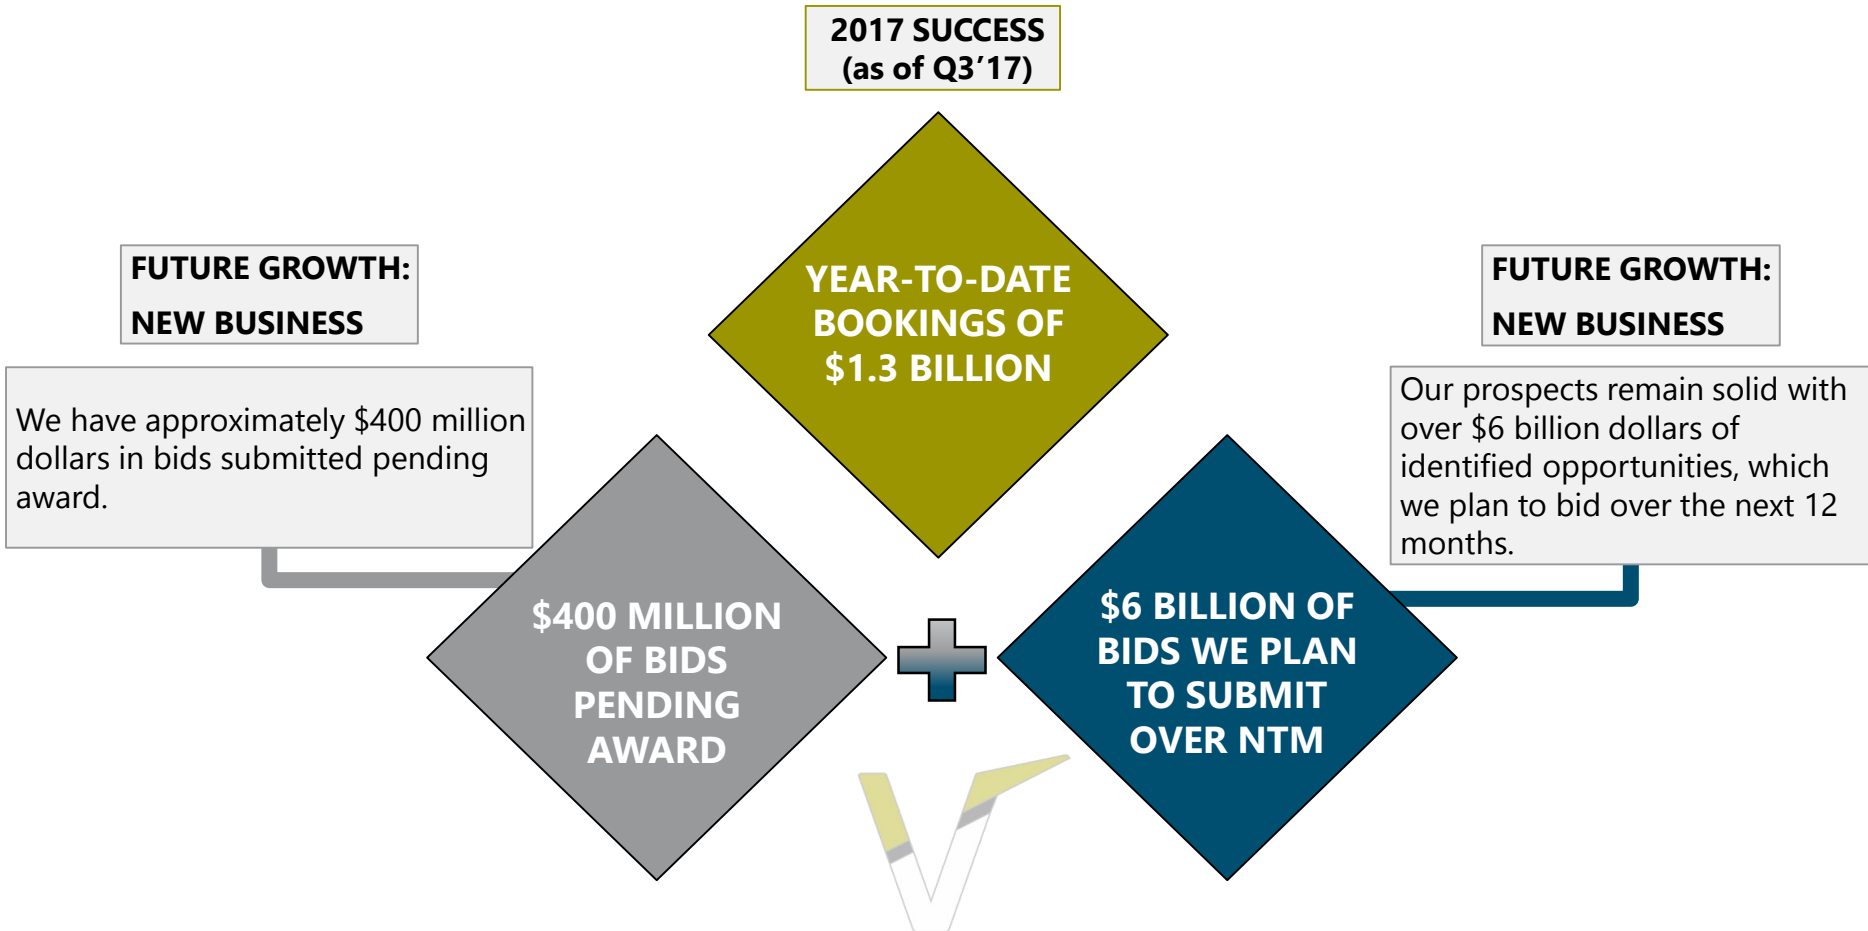 2017 SUCCESS
(as of Q3’17)
YEAR-TO-DATE
BOOKINGS OF
$1.3 BILLION
FUTURE GROWTH:
NEW BUSINESS
We have approximately $400 million
dollars in bids submitted pending
award.
$400 MILLION
OF BIDS
PENDING
AWARD
FUTURE GROWTH:
NEW BUSINESS
Our prospects remain solid with
over $6 billion dollars of
identified opportunities, which
we plan to bid over the next 12
months.
$6 BILLION OF
BIDS WE PLAN
TO SUBMIT
OVER NTM